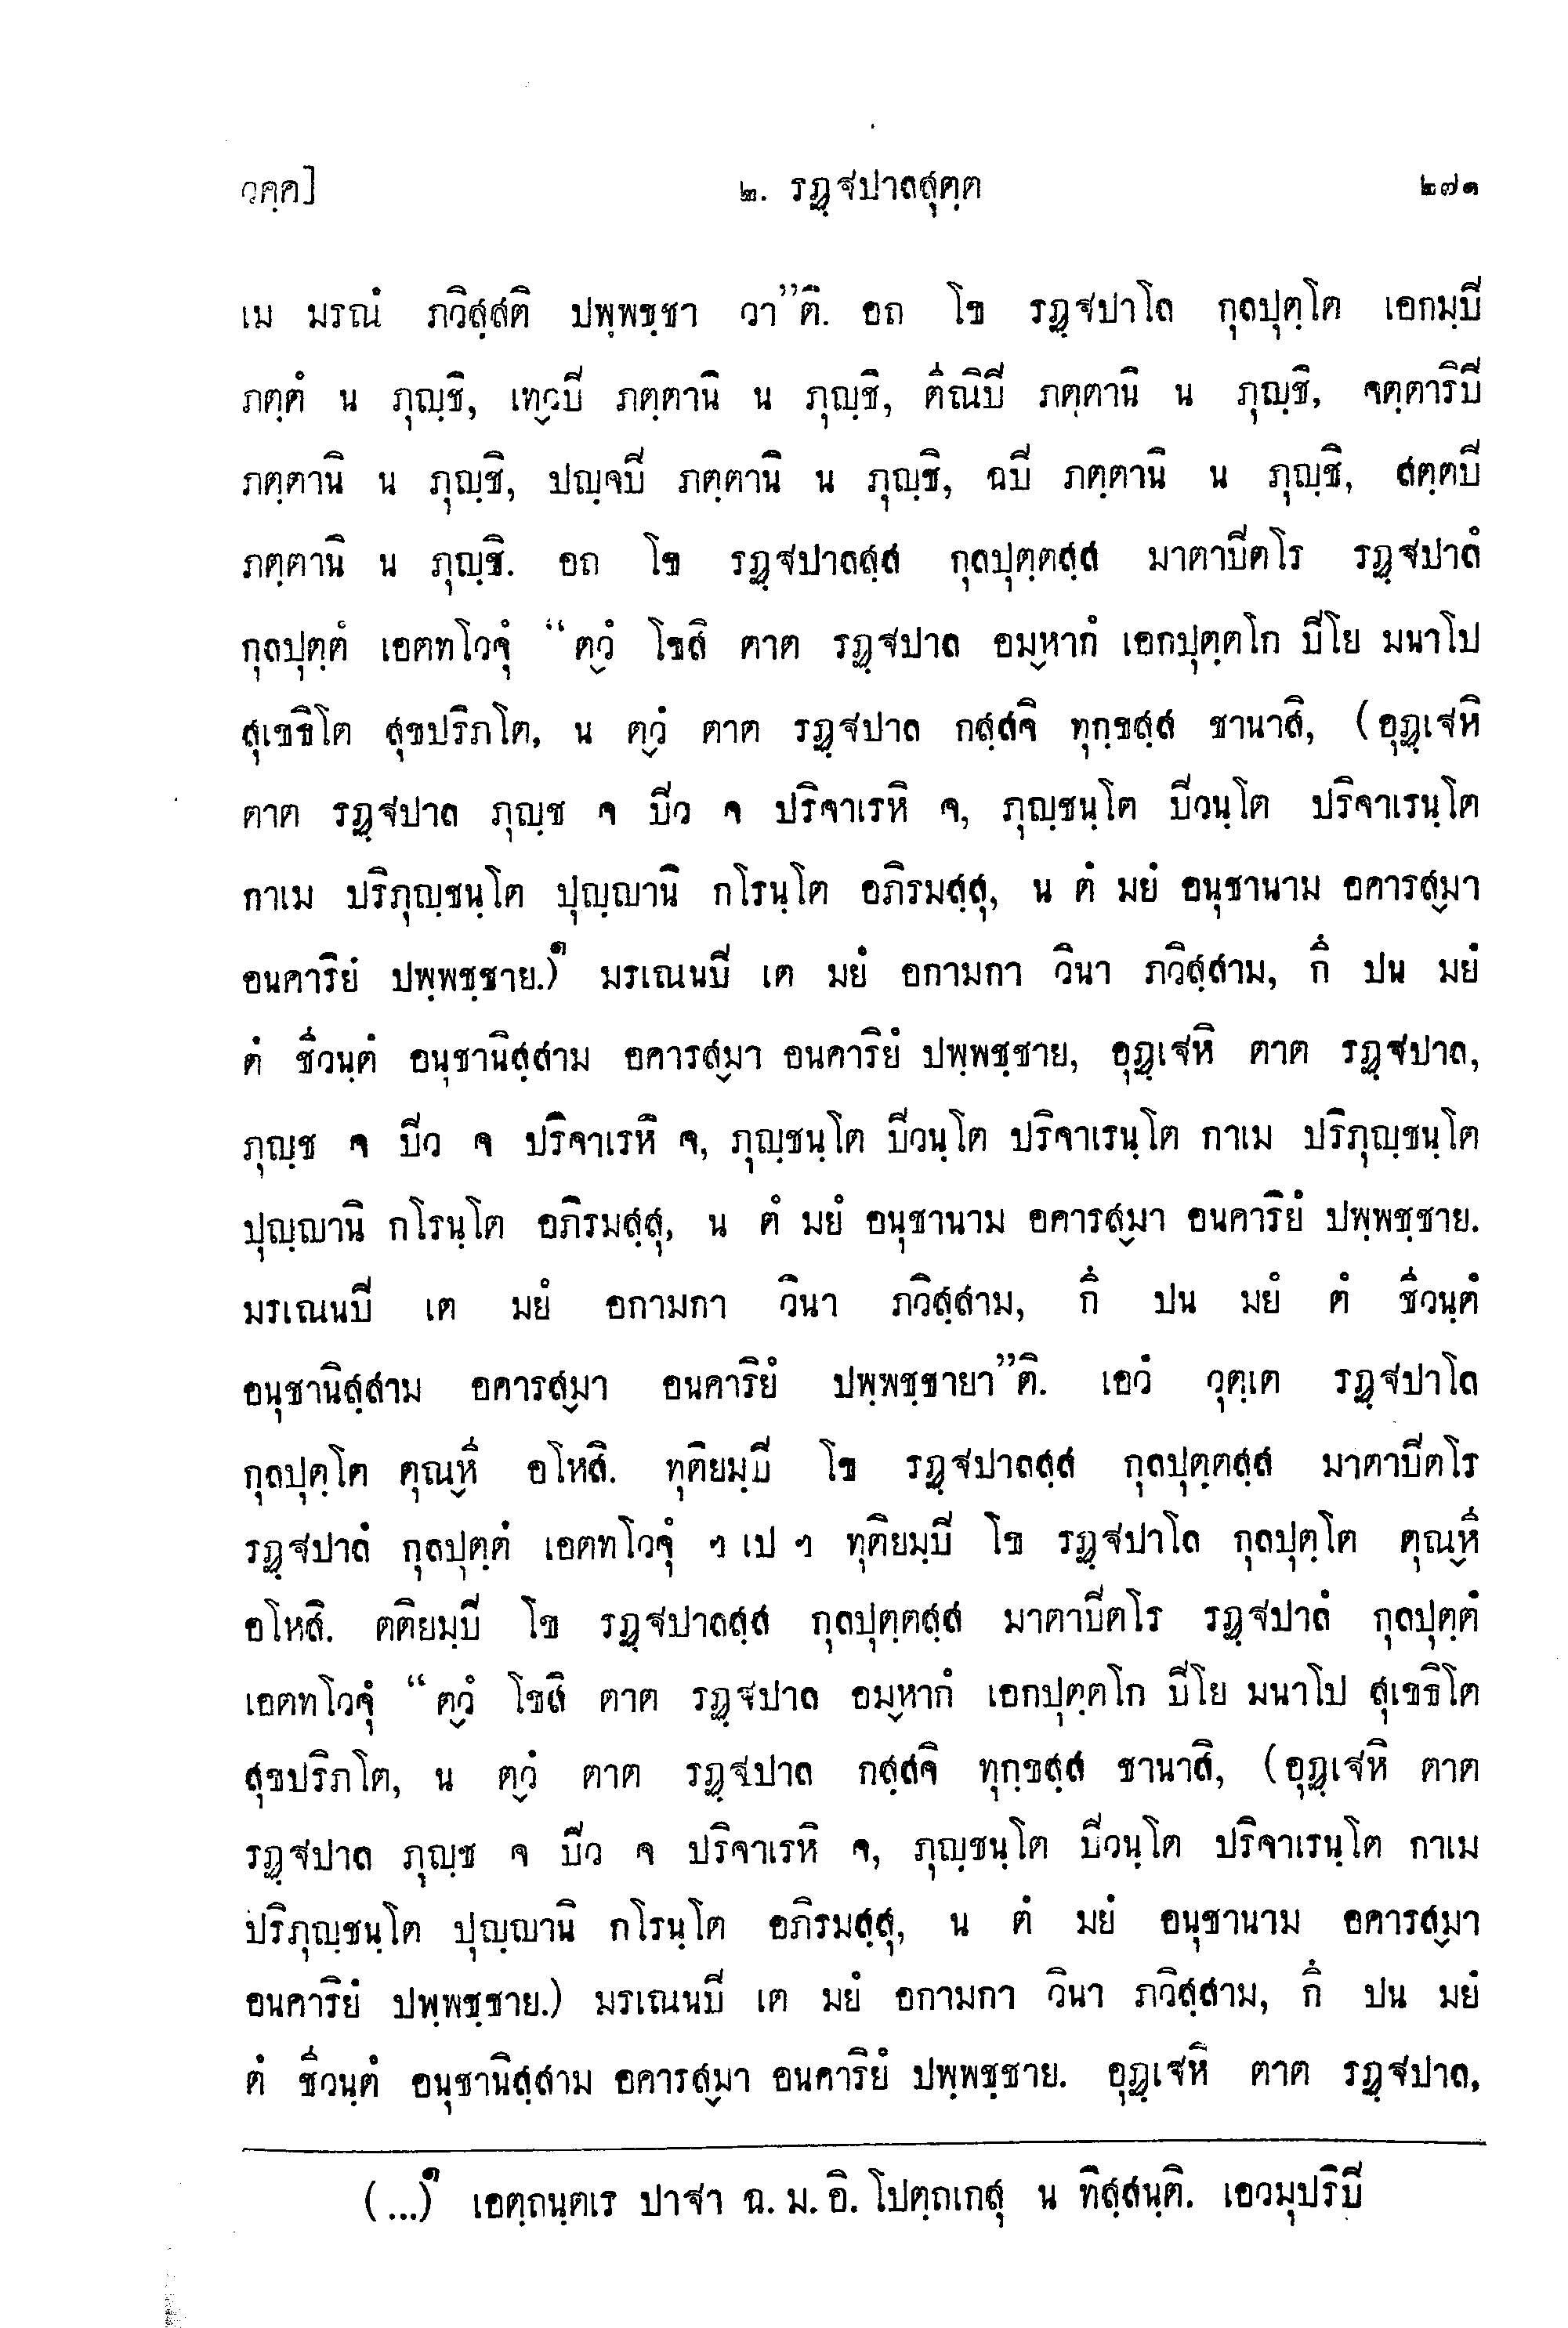 วคฺค]	๒. รฏฺฐปาลสุตฺต	๒๗๑
เม มรณํ ภวิสฺสติ ปพฺพชฺชา วา”ติ. อถ โข รฏฺฐปาโล กุลปุตฺโต เอกมฺปิ
ภตฺตํ น ภุญฺชิ, เทฺวปิ ภตฺตานิ น ภุญฺชิ, ตีณิปิ ภตฺตานิ น ภุญฺชิ, จตฺตาริปิ
ภตฺตานิ น ภุญฺชิ, ปญฺจปิ ภตฺตานิ น ภุญฺชิ, ฉปิ ภตฺตานิ น ภุญฺชิ, สตฺตปิ
ภตฺตานิ น ภุญฺชิ. อถ โข รฏฺฐปาลสฺส กุลปุตฺตสฺส มาตาปิตโร รฏฺฐปาลํ
กุลปุตฺตํ เอตทโวจุํ “ตฺวํ โขสิ ตาต รฏฺฐปาล อมฺหากํ เอกปุตฺตโก ปิโย มนาโป
สุเขธิโต สุขปริภโต, น ตฺวํ ตาต รฏฺฐปาล กสฺสจิ ทุกฺขสฺส ชานาสิ, (อุฏฺเฐหิ
ตาต รฏฺฐปาล ภุญฺช จ ปิว จ ปริจาเรหิ จ, ภุญฺชนฺโต ปิวนฺโต ปริจาเรนฺโต
กาเม ปริภุญฺชนฺโต ปุญฺญานิ กโรนฺโต อภิรมสฺสุ, น ตํ มยํ อนุชานาม อคารสฺมา
อนคาริยํ ปพฺพชฺชาย.)๑ มรเณนปิ เต มยํ อกามกา วินา ภวิสฺสาม, กึ ปน มยํ
ตํ ชีวนฺตํ อนุชานิสฺสาม อคารสฺมา อนคาริยํ ปพฺพชฺชาย, อุฏฺเฐหิ ตาต รฏฺฐปาล,
ภุญฺช จ ปิว จ ปริจาเรหิ จ, ภุญฺชนฺโต ปิวนฺโต ปริจาเรนฺโต กาเม ปริภุญฺชนฺโต
ปุญฺญานิ กโรนฺโต อภิรมสฺสุ, น ตํ มยํ อนุชานาม อคารสฺมา อนคาริยํ ปพฺพชฺชาย.
มรเณนปิ เต มยํ อกามกา วินา ภวิสฺสาม, กึ ปน มยํ ตํ ชีวนฺตํ
อนุชานิสฺสาม อคารสฺมา อนคาริยํ ปพฺพชฺชายา”ติ. เอวํ วุตฺเต รฏฺฐปาโล
กุลปุตฺโต ตุณฺหี อโหสิ. ทุติยมฺปิ โข รฏฺฐปาลสฺส กุลปุตฺตสฺส มาตาปิตโร
รฏฺฐปาลํ กุลปุตฺตํ เอตทโวจุํ ฯ เป ฯ ทุติยมฺปิ โข รฏฺฐปาโล กุลปุตฺโต ตุณฺหี
อโหสิ. ตติยมฺปิ โข รฏฺฐปาลสฺส กุลปุตฺตสฺส มาตาปิตโร รฏฺฐปาลํ กุลปุตฺตํ
เอตทโวจุํ “ตฺวํ โขสิ ตาต รฏฺฐปาล อมฺหากํ เอกปุตฺตโก ปิโย มนาโป สุเขธิโต
สุขปริภโต, น ตฺวํ ตาต รฏฺฐปาล กสฺสจิ ทุกฺขสฺส ชานาสิ, (อุฏฺเฐหิ ตาต
รฏฺฐปาล ภุญฺช จ ปิว จ ปริจาเรหิ จ, ภุญฺชนฺโต ปิวนฺโต ปริจาเรนฺโต กาเม
ปริภุญฺชนฺโต ปุญฺญานิ กโรนฺโต อภิรมสฺสุ, น ตํ มยํ อนุชานาม อคารสฺมา
อนคาริยํ ปพฺพชฺชาย.) มรเณนปิ เต มยํ อกามกา วินา ภวิสฺสาม, กึ ปน มยํ
ตํ ชีวนฺตํ อนุชานิสฺสาม อคารสฺมา อนคาริยํ ปพฺพชฺชาย. อุฏฺเฐหิ ตาต รฏฺฐปาล,
(...)๑ เอตฺถนฺตเร ปาฐา ฉ. ม. อิ. โปตฺถเกสุ น ทิสฺสนฺติ. เอวมุปริปิ